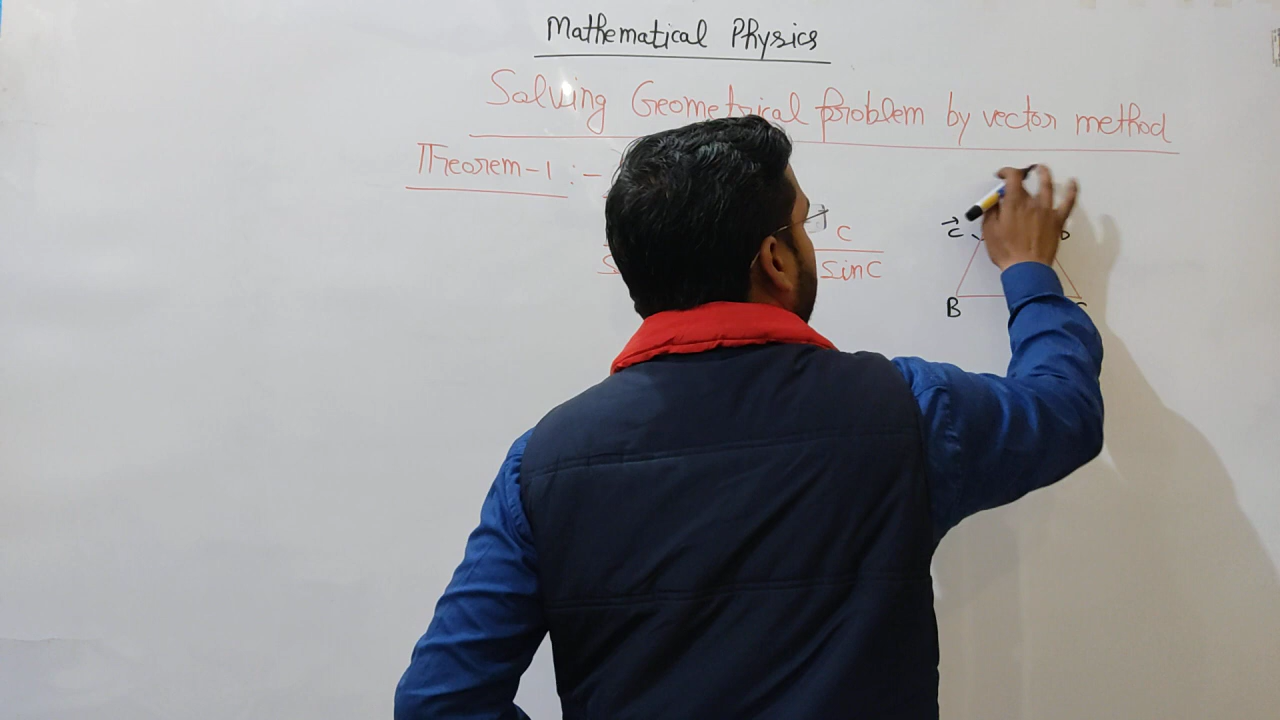 Mathematical Physics
Solving Geometrical problem by vector method
Theorem-1 :-
c
sinC
c
B